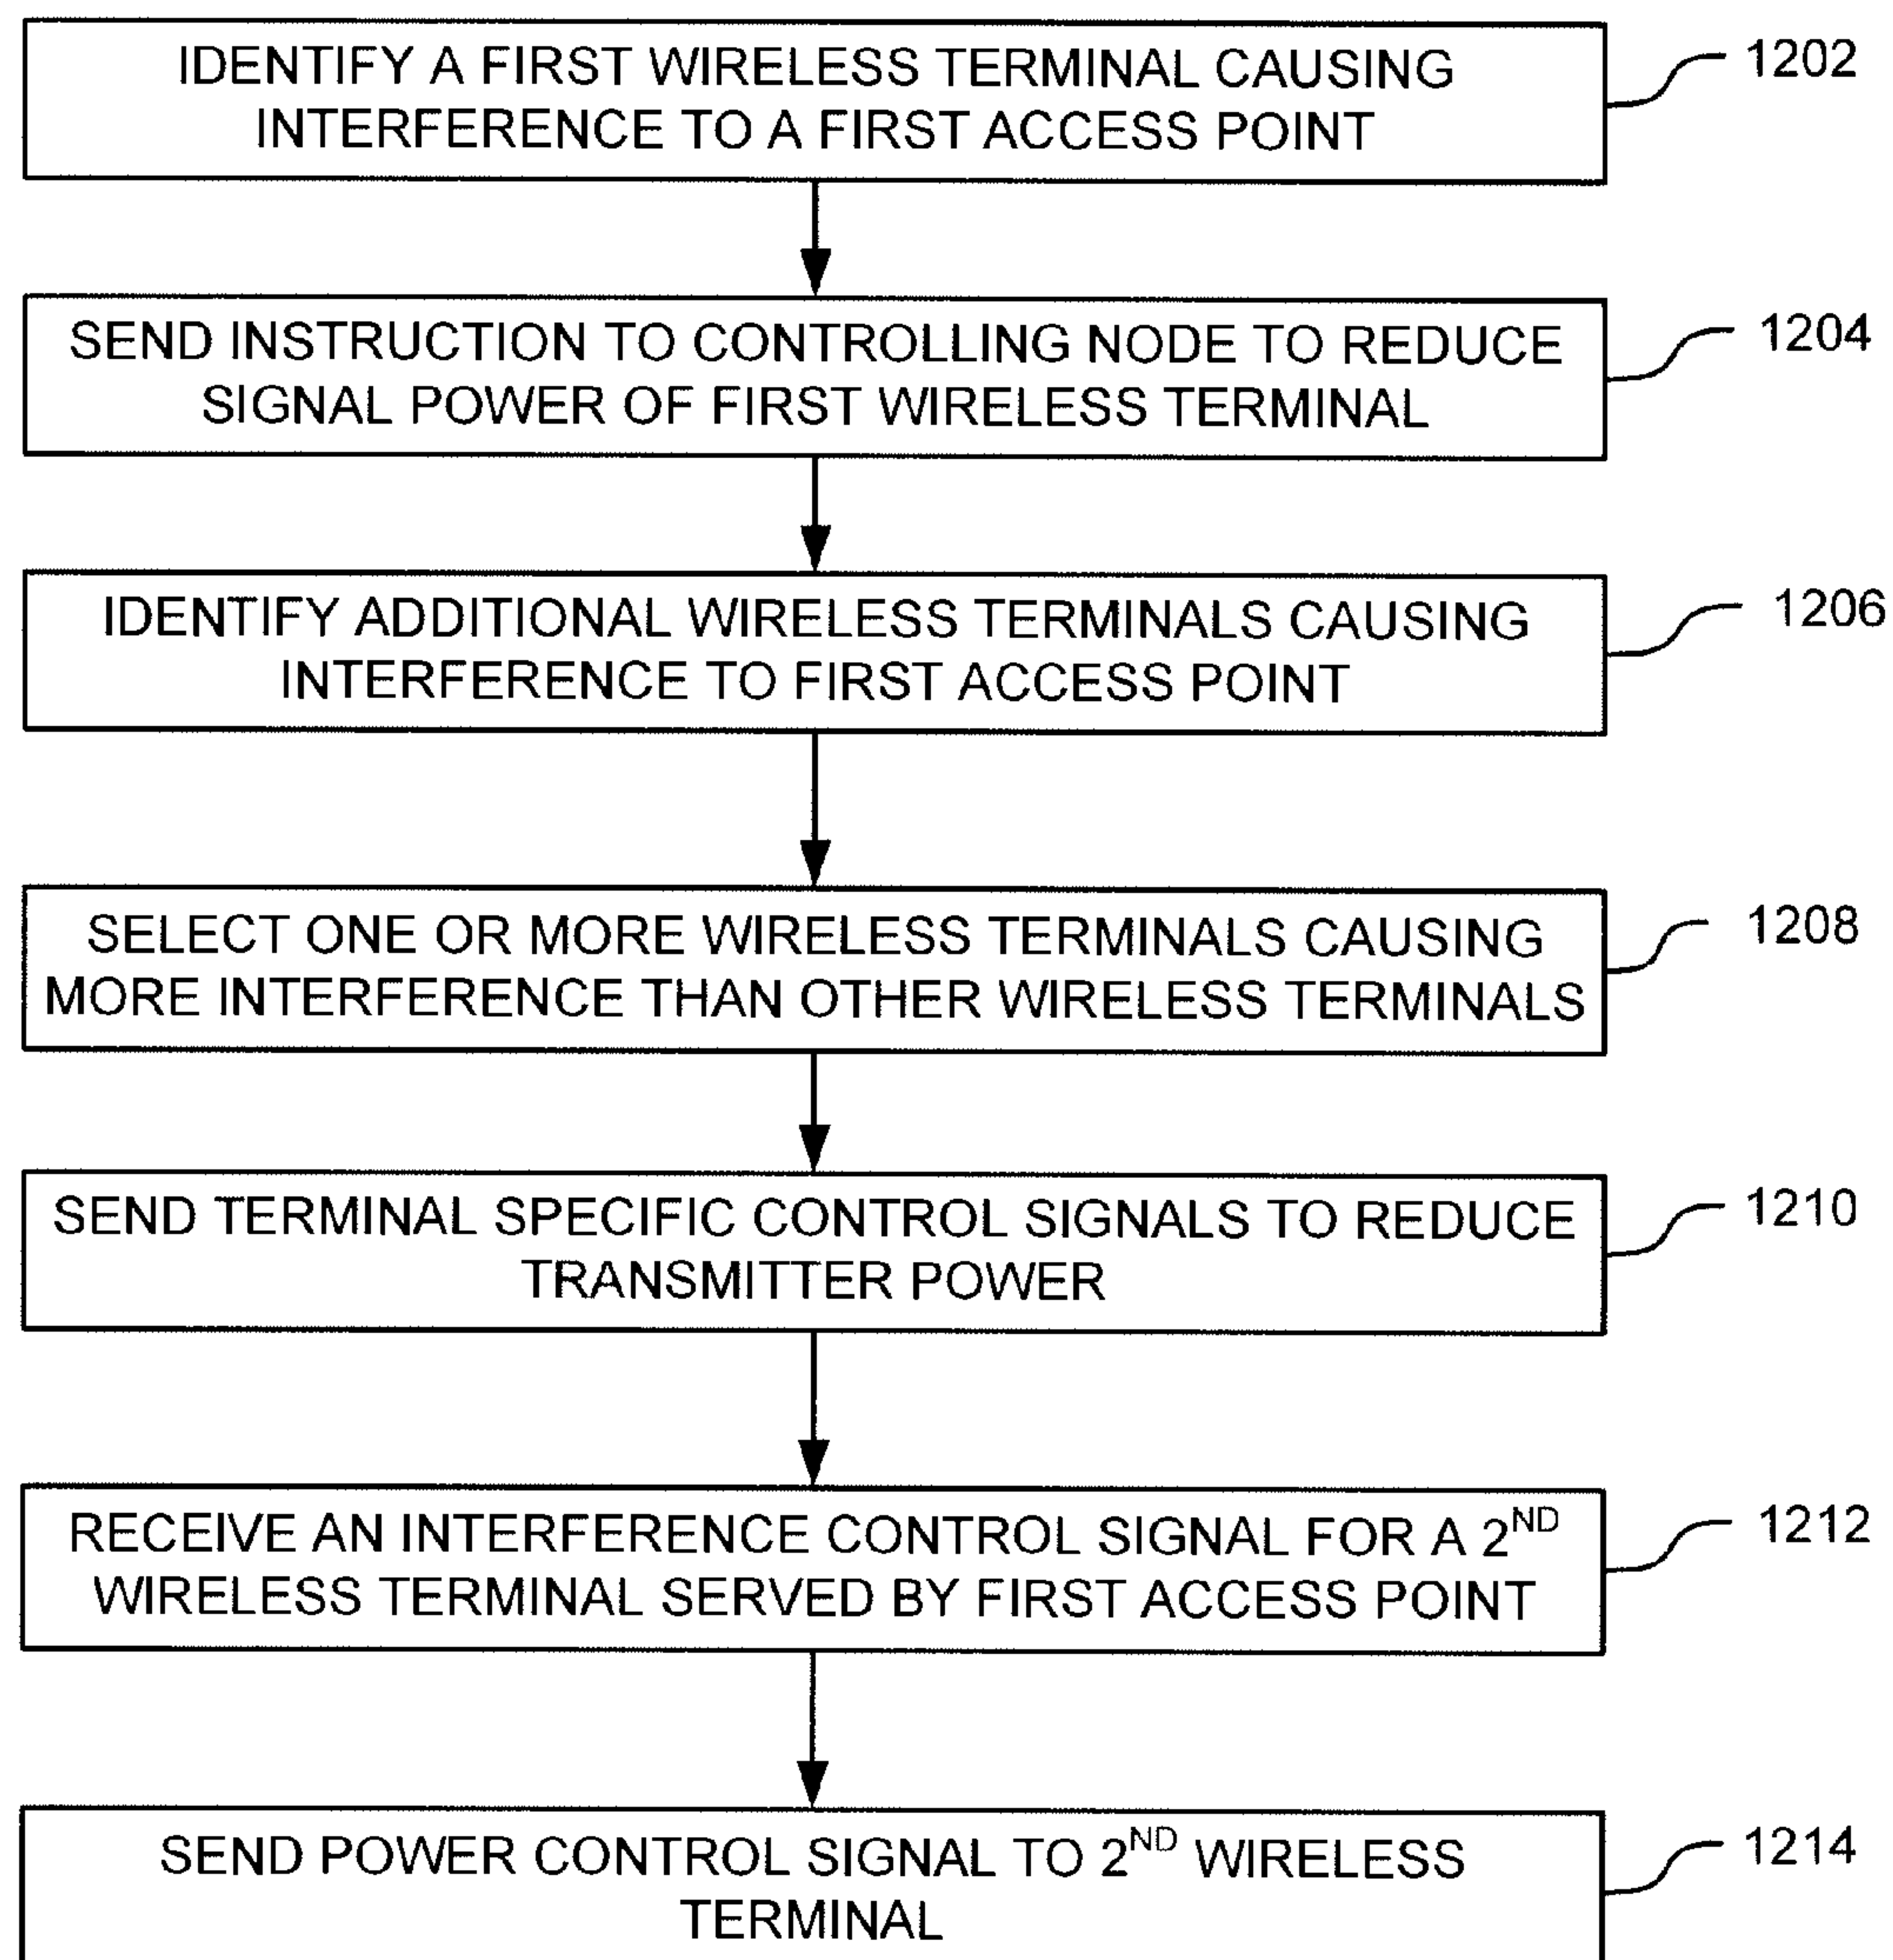 IDENTIFY A FIRST WIRELESS TERMINAL CAUSING
INTERFERENCE TO A FIRST ACCESS POINT
1202
SEND INSTRUCTION TO CONTROLLING NODE TO REDUCE
SIGNAL POWER OF FIRST WIRELESS TERMINAL
1204
IDENTIFY ADDITIONAL WIRELESS TERMINALS CAUSING
INTERFERENCE TO FIRST ACCESS POINT
1206
SELECT ONE OR MORE WIRELESS TERMINALS CAUSING
MORE INTERFERENCE THAN OTHER WIRELESS TERMINALS
1208
SEND TERMINAL SPECIFIC CONTROL SIGNALS TO REDUCE
TRANSMITTER POWER
1210
RECEIVE AN INTERFERENCE CONTROL SIGNAL FOR A 2ND
WIRELESS TERMINAL SERVED BY FIRST ACCESS POINT
1212
SEND POWER CONTROL SIGNAL TO 2ND WIRELESS
TERMINAL
1214